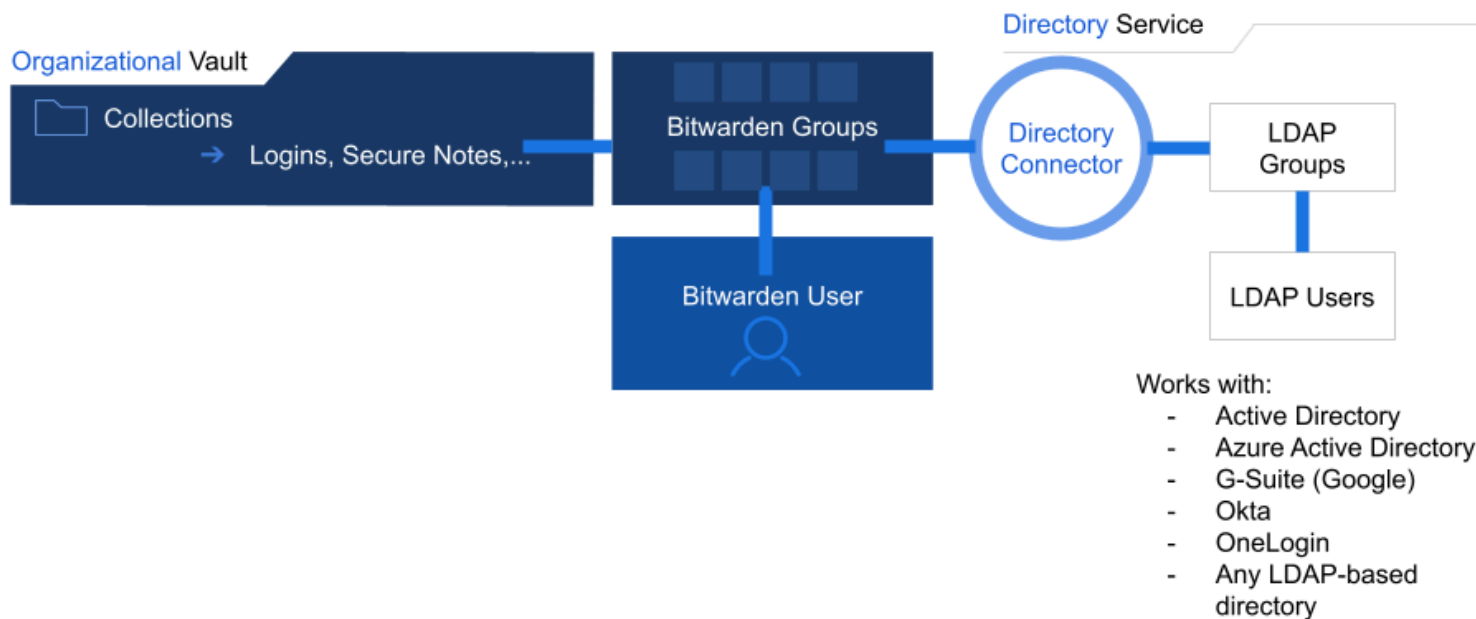 Organizational Vault
Collections
➔ Logins, Secure Notes,...
Bitwarden Groups
Bitwarden User
Directory Service
Directory
Connector
LDAP
Groups
LDAP Users
Works with:
- Active Directory
- Azure Active Directory
- G-Suite (Google)
- Okta
- OneLogin
- Any LDAP-based
directory